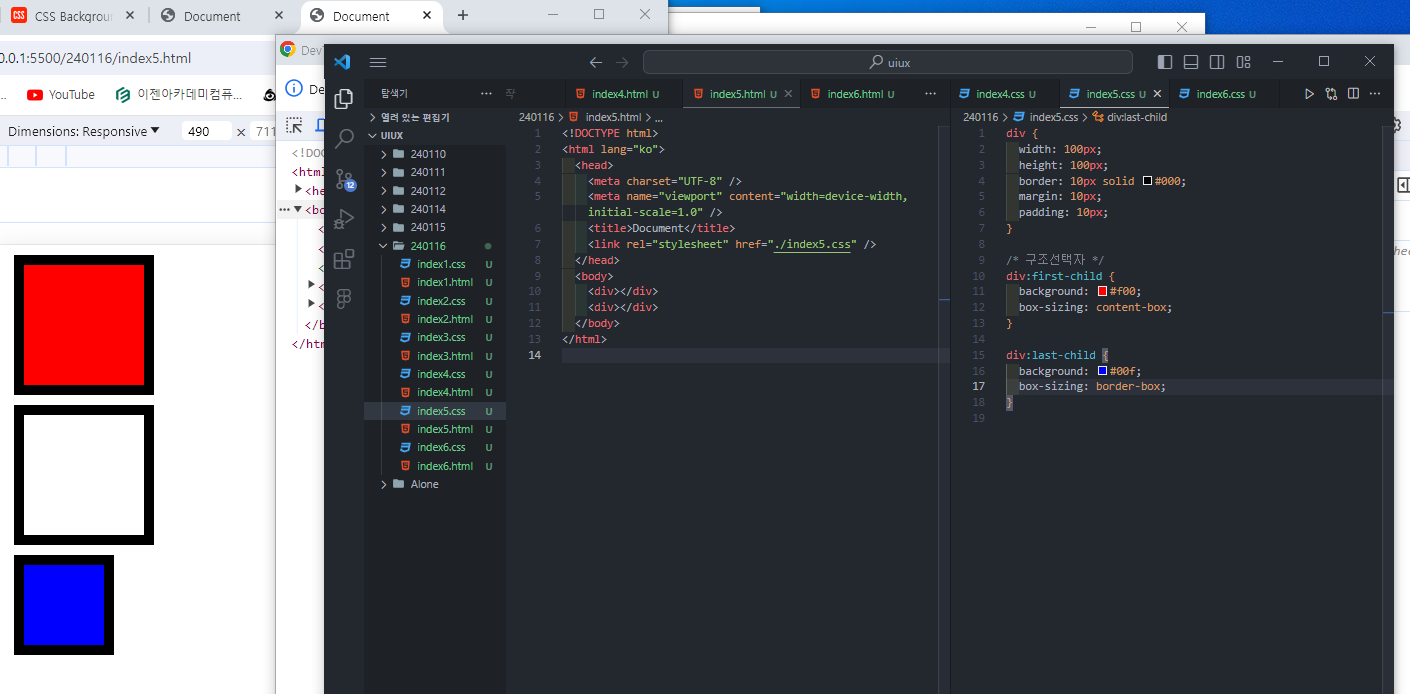 CSS Backgrou
Document
Document
0.0.1:5500/240116/index5.html
YouTube
이젠아카데미컴퓨...
Dimensions: Responsive
490
×
711
<!DOC
<html
<he
<bo
</b
</htm
Dev
De
uiux
탐색기
열려 있는 편집기
UIUX
240110
240111
240112
240114
240115
240116
index1.css U
index1.html U
index2.css U
index2.html U
index3.css U
index3.html U
index4.css U
index4.html U
index5.css U
index5.html U
index6.css U
index6.html U
Alone
12
index4.html U
index5.html U
index6.html U
240116 > index5.html > ...
1 <!DOCTYPE html>
2 <html lang="ko">
3 <head>
4 <meta charset="UTF-8" />
5 <meta name="viewport" content="width=device-width,
initial-scale=1.0" />
6 <title>Document</title>
7 <link rel="stylesheet" href="./index5.css" />
8 </head>
9 <body>
10 <div></div>
11 <div></div>
12 </body>
13 </html>
14
index4.css U
index5.css U
index6.css U
240116 > index5.css > div:last-child
1 div {
2 width: 100px;
3 height: 100px;
4 border: 10px solid #000;
5 margin: 10px;
6 padding: 10px;
7 }
8
9 /* 구조선택자 */
10 div:first-child {
11 background: #f00;
12 box-sizing: content-box;
13 }
14
15 div:last-child {
16 background: #00f;
17 box-sizing: border-box;
18 }
19